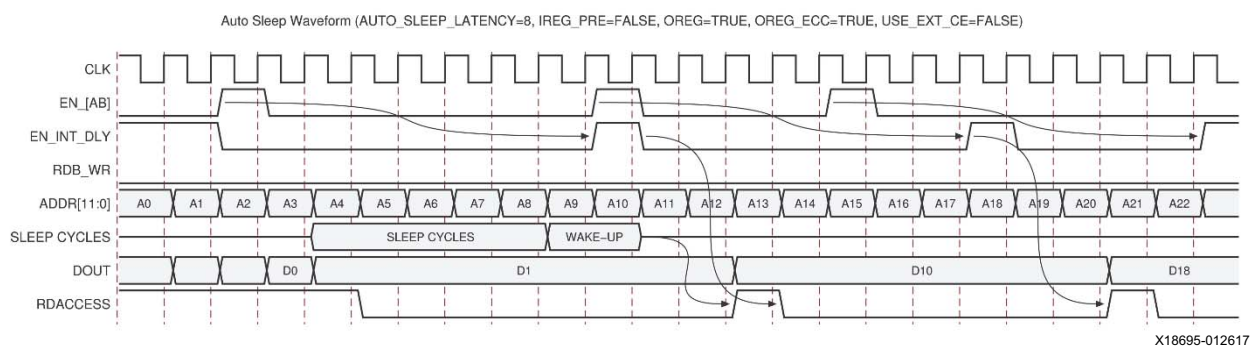 Auto Sleep Waveform (AUTO_SLEEP_LATENCY=8, IREG_PRE=FALSE, OREG=TRUE, OREG_ECC=TRUE, USE_EXT_CE=FALSE)
CLK
EN_[AB]
EN_INT_DLY
RDB_WR
ADDR[11:0] A0 A1 A2 A3 A4 A5 A6 A7 A8 A9 A10 A11 A12 A13 A14 A15 A16 A17 A18 A19 A20 A21 A22
SLEEP CYCLES SLEEP CYCLES WAKE–UP
DOUT D0 D1 D10 D18
RDACCESS
X18695-012617